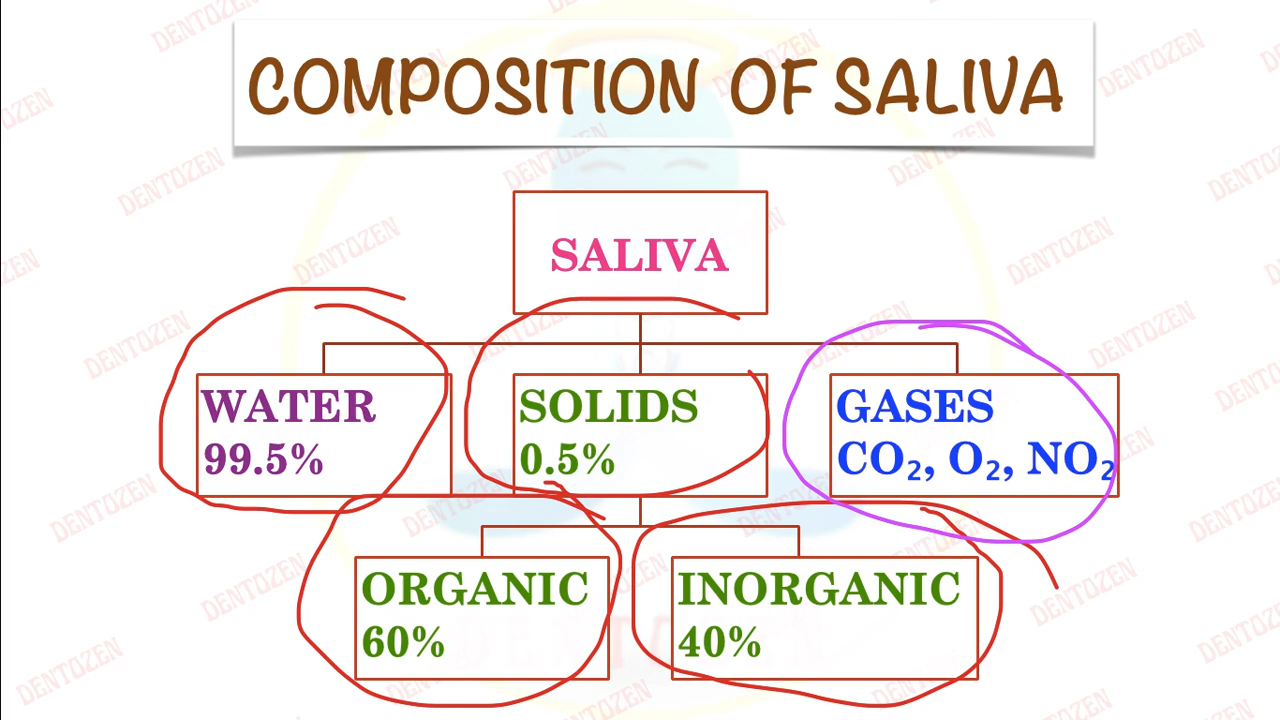 COMPOSITION OF SALIVA
SALIVA
WATER
99.5%
SOLIDS
0.5%
GASES
CO₂, O₂, NO₂
ORGANIC
60%
INORGANIC
40%
DENTOZEN